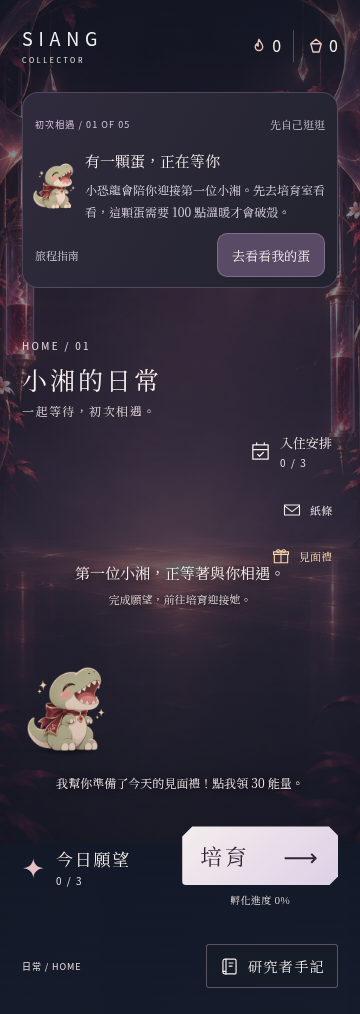 SIANG
COLLECTOR
0
0
初次相遇 / 01 OF 05
先自己逛逛
有一顆蛋，正在等你
小恐龍會陪你迎接第一位小湘。先去培育室看
看，這顆蛋需要 100 點溫暖才會破殼。
旅程指南
去看看我的蛋
HOME / 01
小湘的日常
一起等待，初次相遇。
入住安排
0 / 3
紙條
見面禮
第一位小湘，正等著與你相遇。
完成願望，前往培育迎接她。
我幫你準備了今天的見面禮！點我領 30 能量。
今日願望
0 / 3
培育
孵化進度 0%
日常 / HOME
研究者手記